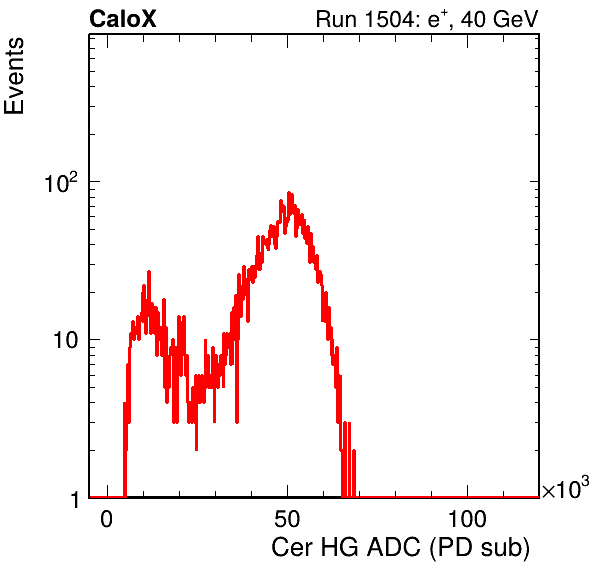 CaloX Run 1504: e⁺, 40 GeV
Events
10²
10
1
0 50 100
×10³
Cer HG ADC (PD sub)